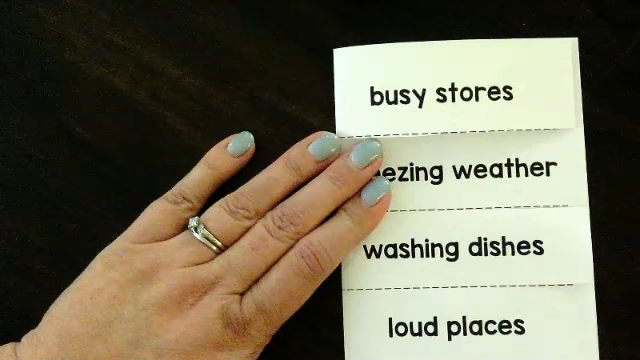 busy stores
weather
washing dishes
loud places